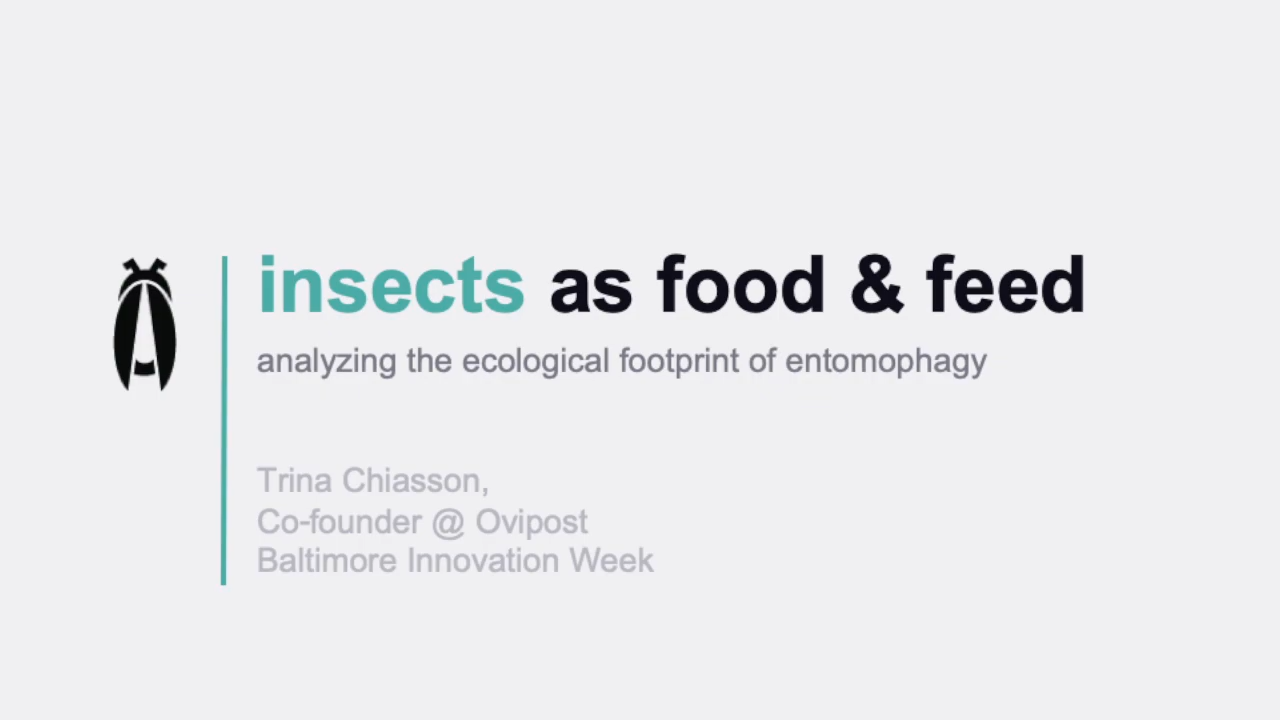 insects as food & feed
analyzing the ecological footprint of entomophagy
Trina Chiasson,
Co-founder @ Ovipost
Baltimore Innovation Week